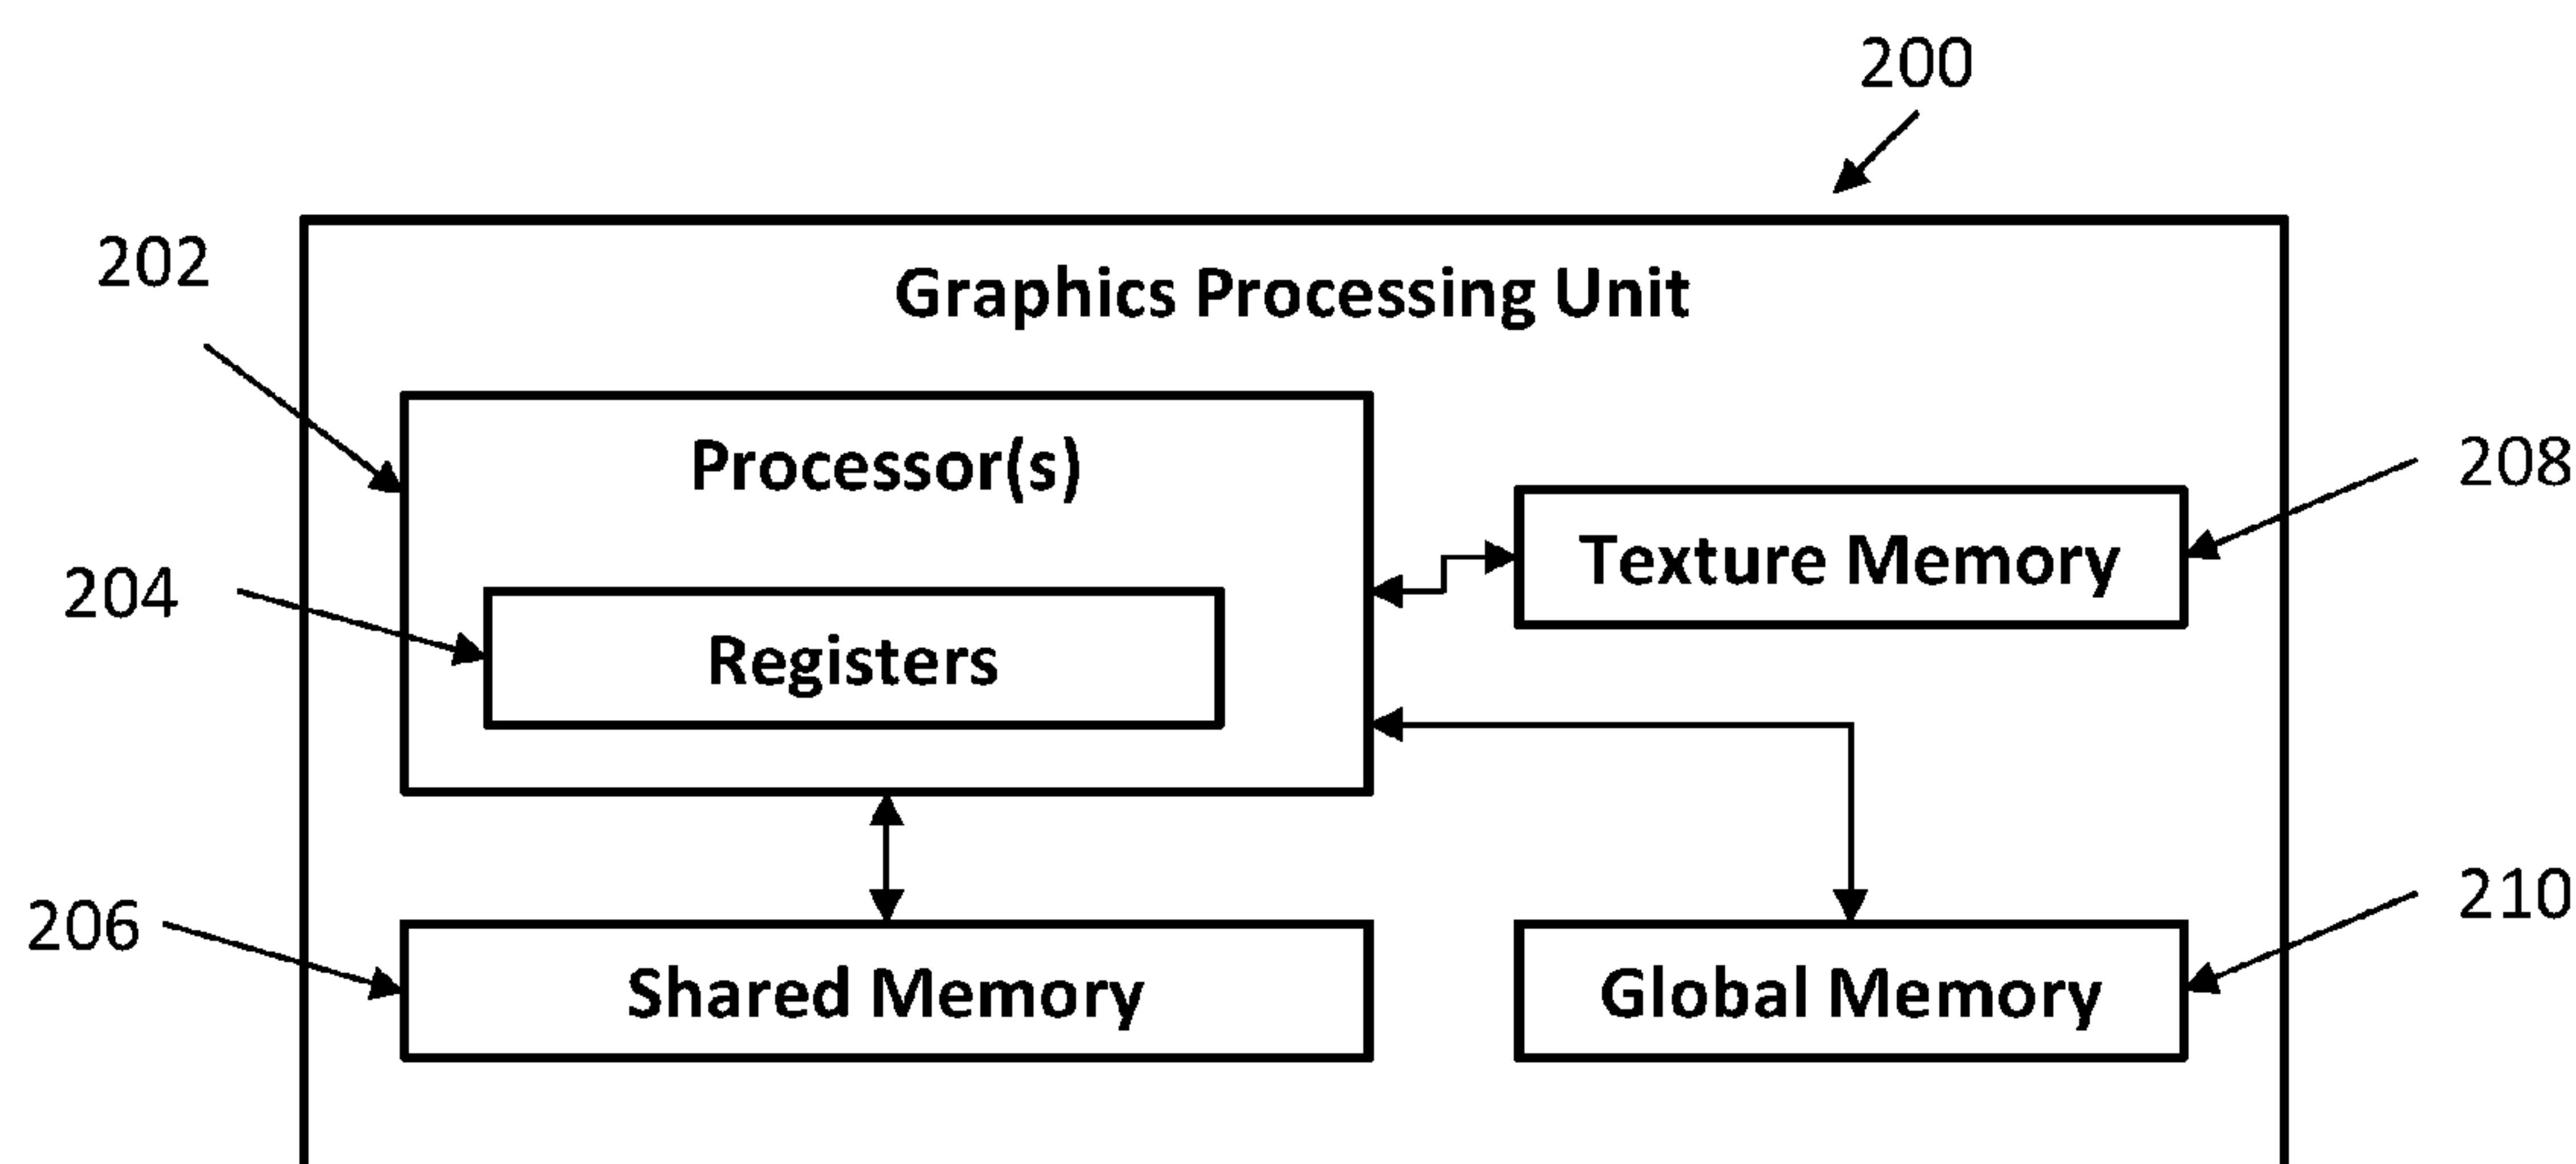 200
202
Graphics Processing Unit
Processor(s)
208
Texture Memory
204
Registers
206
Shared Memory
210
Global Memory